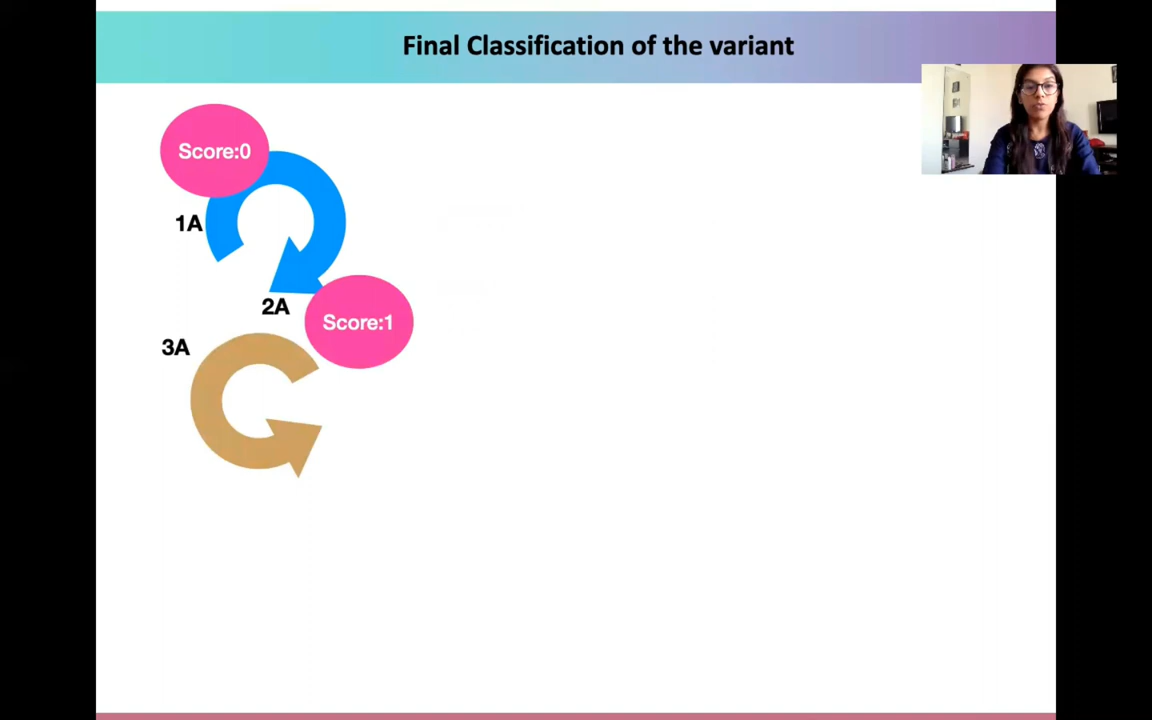 Final Classification of the variant
Score:0
1A
2A
Score:1
3A